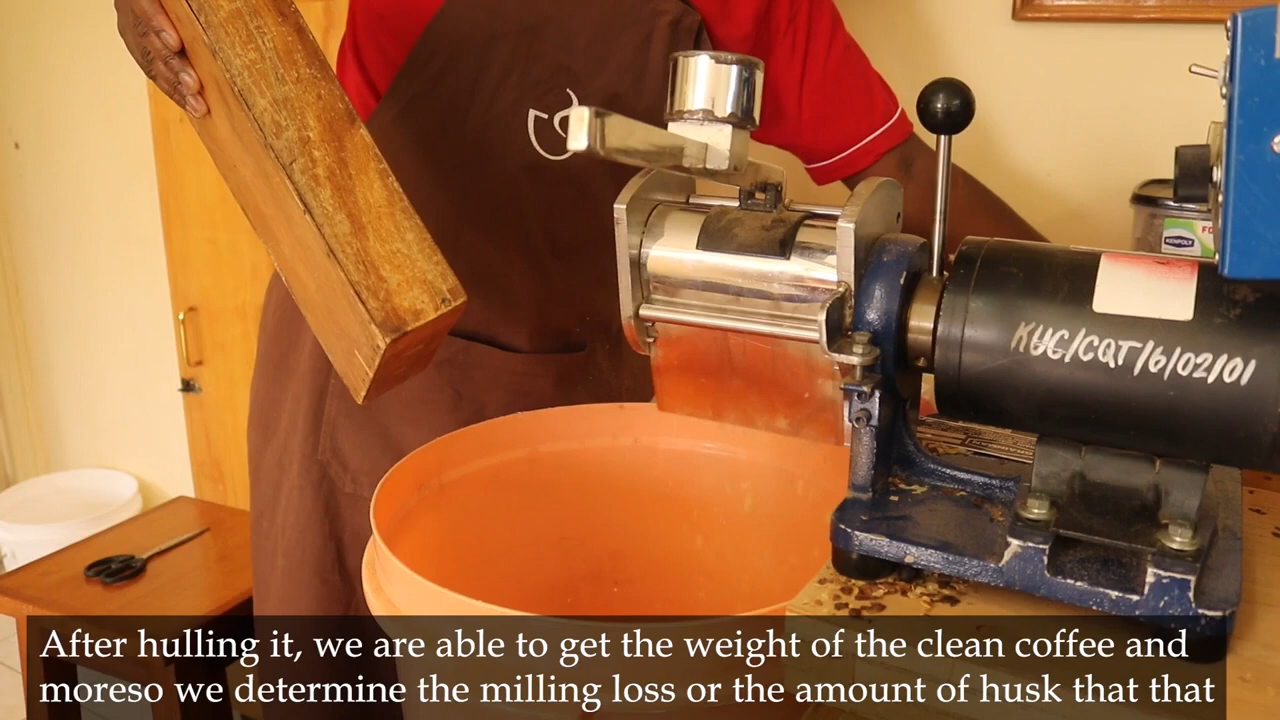 KENPOLY
FO
KUC/CQT/6/02/01
After hulling it, we are able to get the weight of the clean coffee and
moreso we determine the milling loss or the amount of husk that that